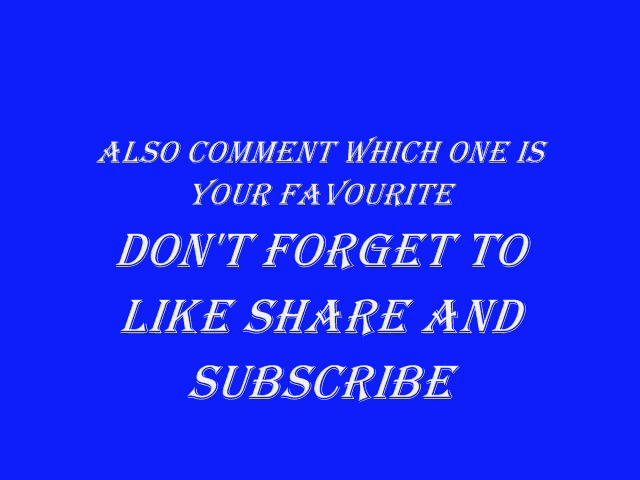 ALSO COMMENT WHICH ONE IS
YOUR FAVOURITE
DON'T FORGET TO
LIKE SHARE AND
SUBSCRIBE